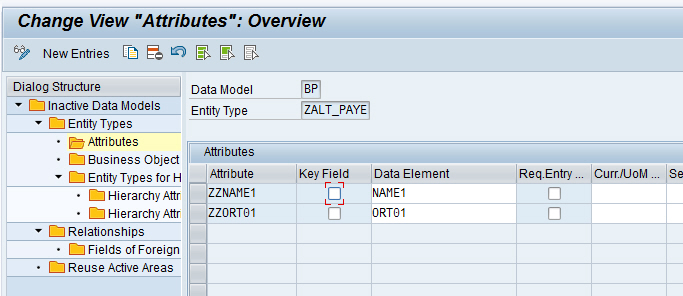 Change View "Attributes": Overview
New Entries
Dialog Structure
Inactive Data Models
Entity Types
Attributes
Business Object
Entity Types for H
Hierarchy Attri
Hierarchy Attri
Relationships
Fields of Foreign
Reuse Active Areas
Data Model BP
Entity Type ZALT_PAYE
Attributes
Attribute Key Field Data Element Req.Entry ... Curr./UoM ... Se
ZZNAME1 NAME1
ZZORT01 ORT01